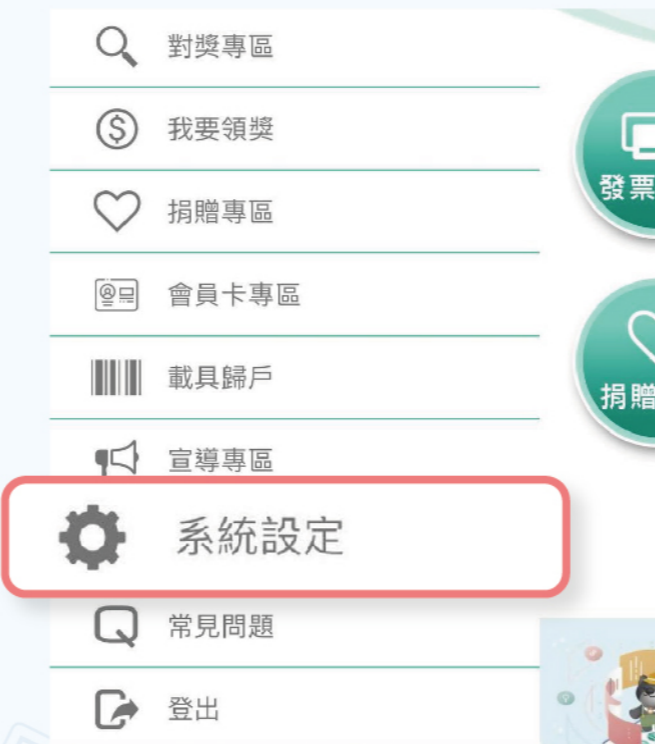 對獎專區
我要領獎
發票
捐贈專區
會員卡專區
載具歸戶
捐贈
宣導專區
系統設定
常見問題
登出